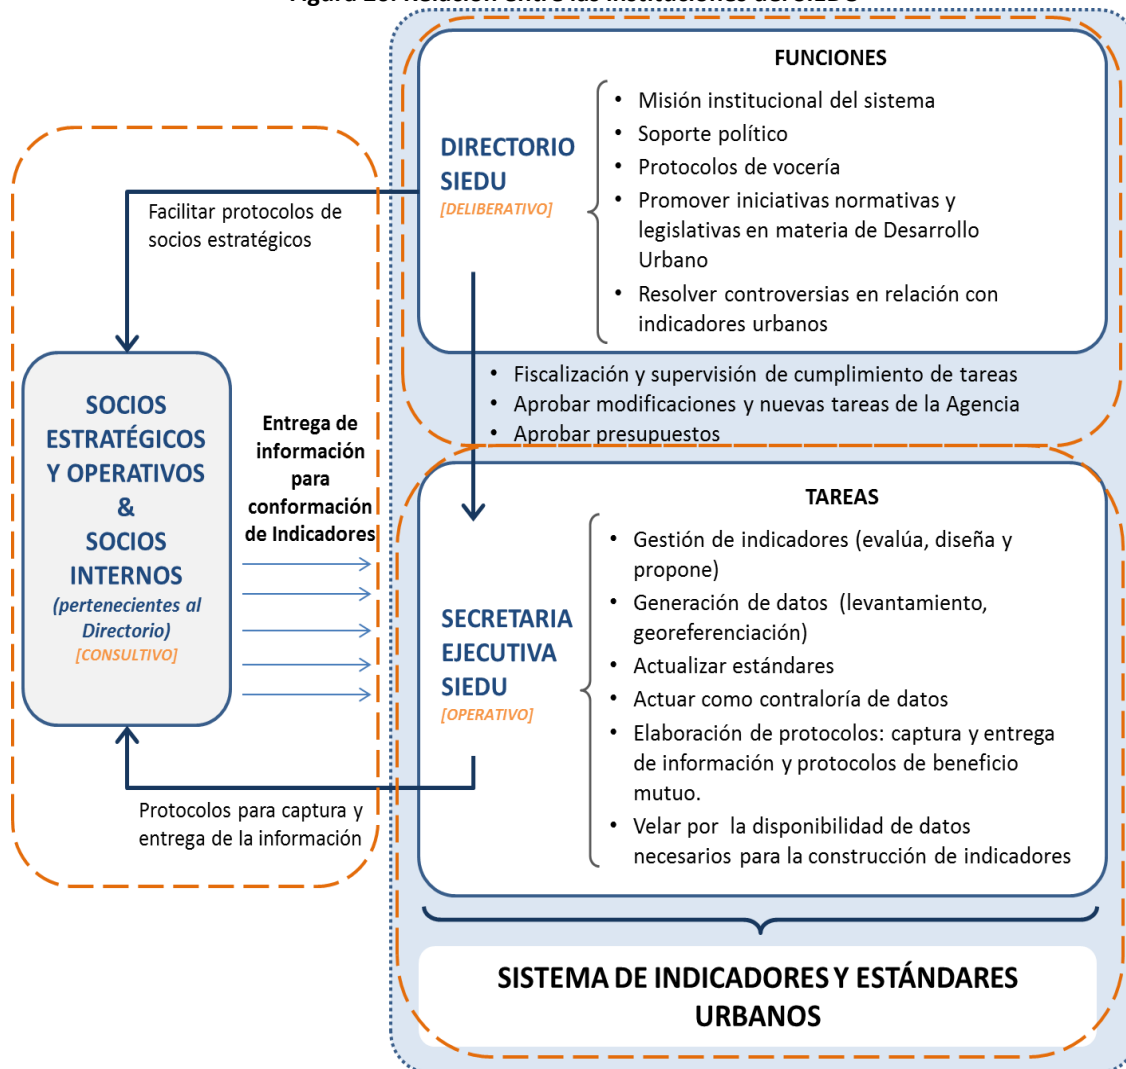 FUNCIONES
DIRECTORIO
SIEDU
[DELIBERATIVO]
• Misión institucional del sistema
• Soporte político
• Protocolos de vocería
• Promover iniciativas normativas y
legislativas en materia de Desarrollo
Urbano
• Resolver controversias en relación con
indicadores urbanos
Facilitar protocolos de
socios estratégicos
• Fiscalización y supervisión de cumplimiento de tareas
• Aprobar modificaciones y nuevas tareas de la Agencia
• Aprobar presupuestos
SOCIOS
ESTRATÉGICOS
Y OPERATIVOS
&
SOCIOS
INTERNOS
(pertenecientes al
Directorio)
[CONSULTIVO]
Entrega de
información
para
conformación
de Indicadores
TAREAS
SECRETARIA
EJECUTIVA
SIEDU
[OPERATIVO]
• Gestión de indicadores (evalúa, diseña y
propone)
• Generación de datos (levantamiento,
georeferenciación)
• Actualizar estándares
• Actuar como contraloría de datos
• Elaboración de protocolos: captura y entrega
de información y protocolos de beneficio
mutuo.
• Velar por la disponibilidad de datos
necesarios para la construcción de indicadores
Protocolos para captura y
entrega de la información
SISTEMA DE INDICADORES Y ESTÁNDARES
URBANOS